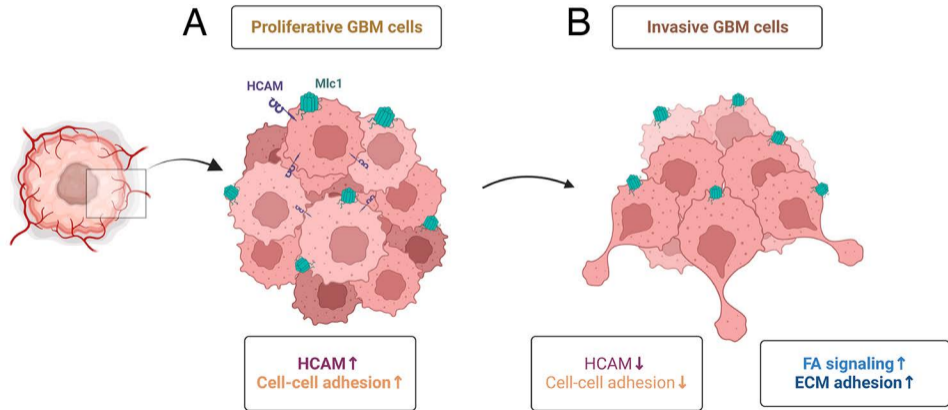 A
Proliferative GBM cells
B
Invasive GBM cells
HCAM
Mlc1
HCAM↑
Cell-cell adhesion↑
HCAM↓
Cell-cell adhesion↓
FA signaling↑
ECM adhesion↑